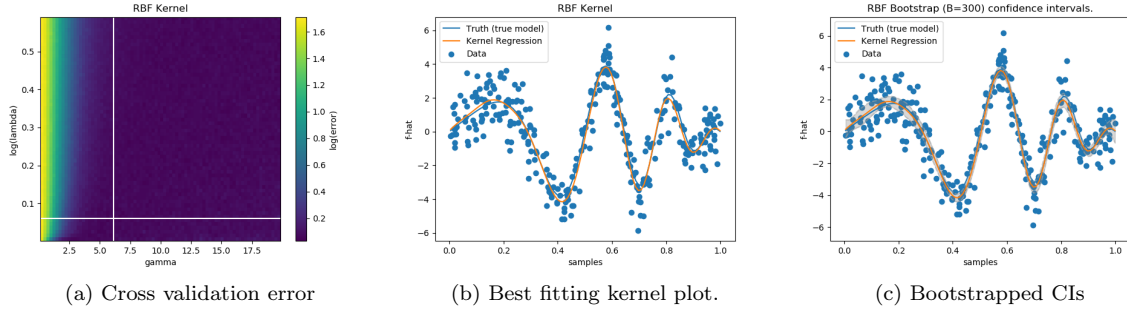 RBF Kernel
log(lambda)
0.5
0.4
0.3
0.2
0.1
2.5 5.0 7.5 10.0 12.5 15.0 17.5
gamma
1.6
1.4
1.2
1.0
0.8
0.6
0.4
0.2
log(error)
(a) Cross validation error
RBF Kernel
Truth (true model)
Kernel Regression
Data
f-hat
6
4
2
0
−2
−4
−6
0.0 0.2 0.4 0.6 0.8 1.0
samples
(b) Best fitting kernel plot.
RBF Bootstrap (B=300) confidence intervals.
Truth (true model)
Kernel Regression
Data
f-hat
6
4
2
0
−2
−4
−6
0.0 0.2 0.4 0.6 0.8 1.0
samples
(c) Bootstrapped CIs